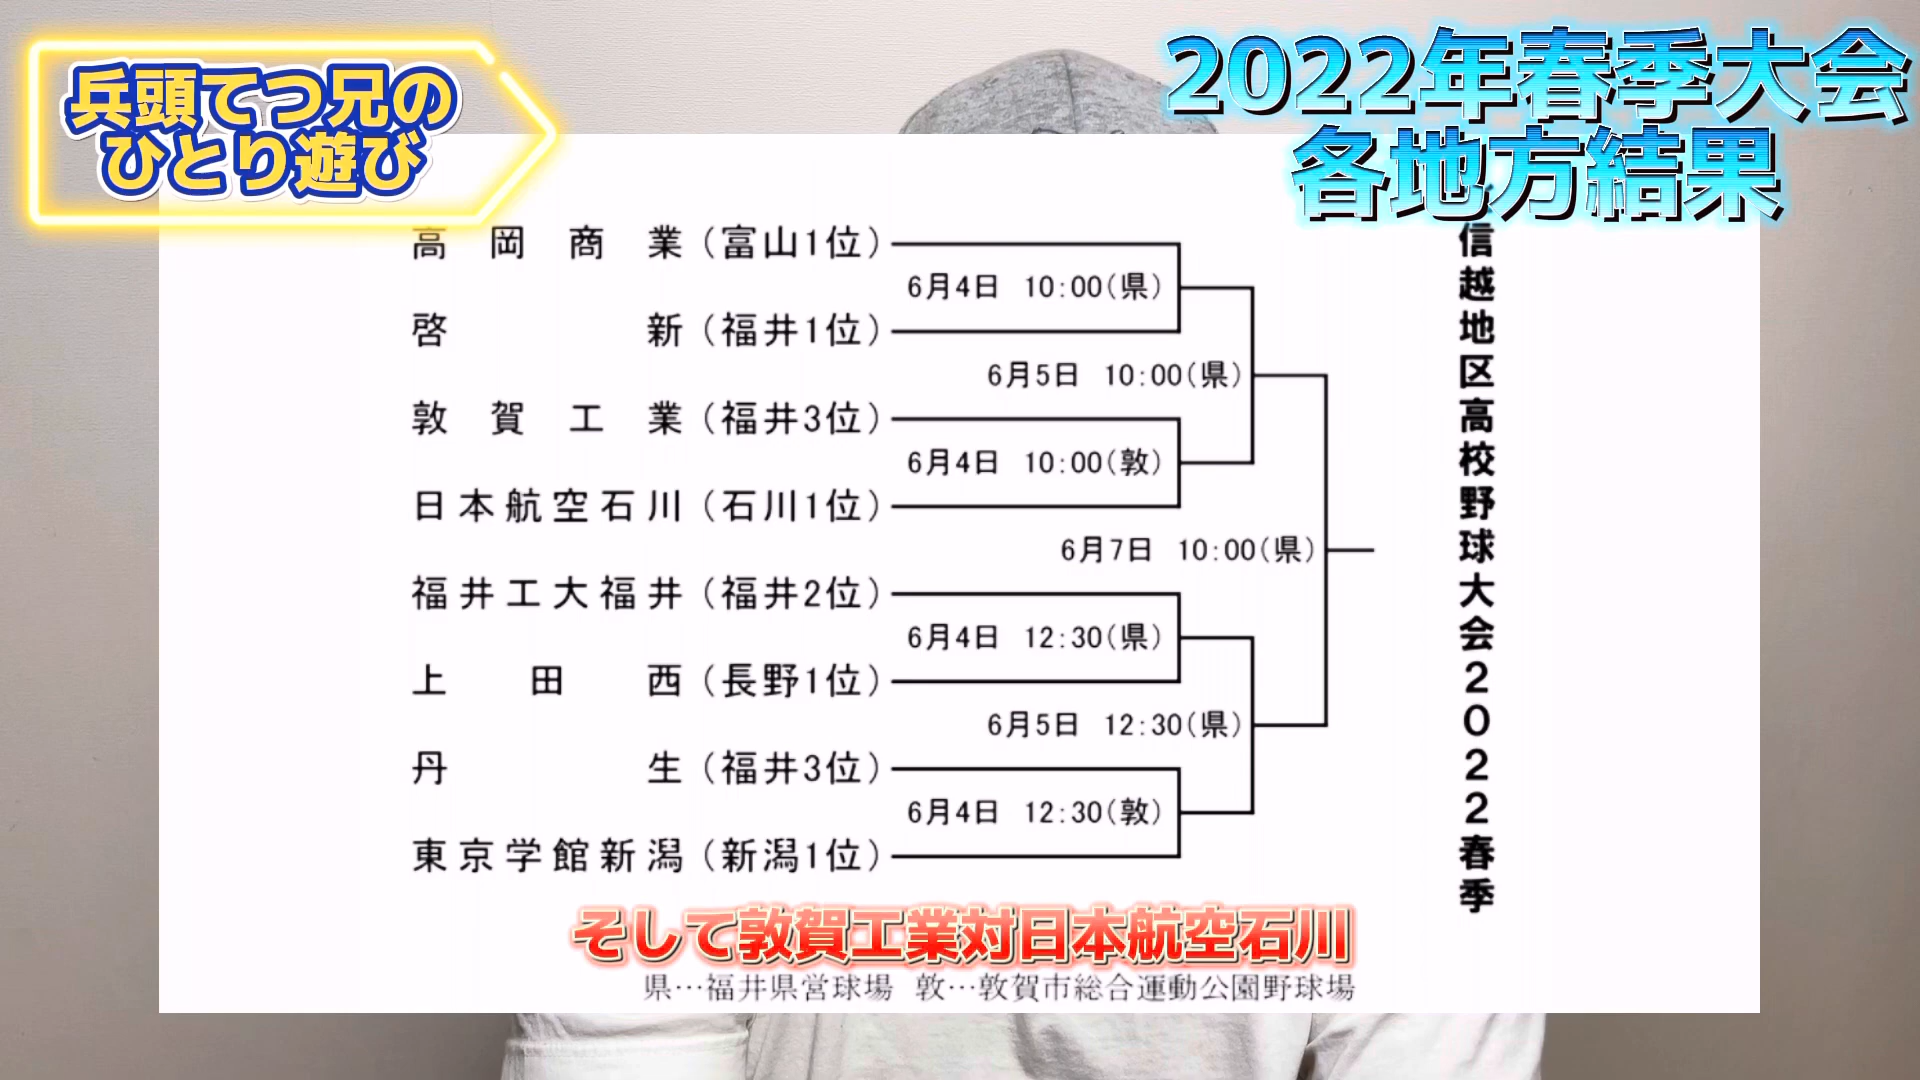 兵頭てつ兄の
ひとり遊び
2022年春季大会
各地方結果
高岡商業（富山1位）
6月4日 10:00（県）
啓新（福井1位）
6月5日 10:00（県）
敦賀工業（福井3位）
6月4日 10:00（敦）
日本航空石川（石川1位）
6月7日 10:00（県）
福井工大福井（福井2位）
6月4日 12:30（県）
上田西（長野1位）
6月5日 12:30（県）
丹生（福井3位）
6月4日 12:30（敦）
東京学館新潟（新潟1位）
信越地区高校野球大会２０２２春季
そして敦賀工業対日本航空石川
県…福井県営球場 敦…敦賀市総合運動公園野球場